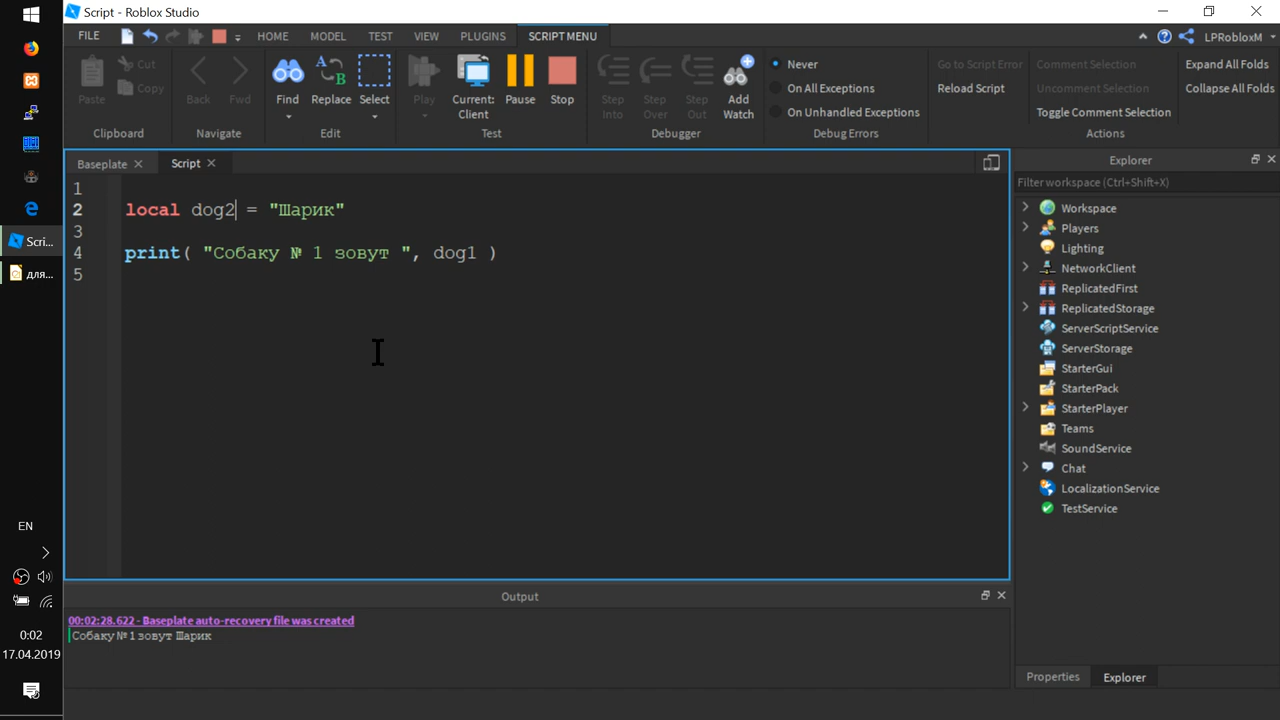 Script - Roblox Studio
FILE HOME MODEL TEST VIEW PLUGINS SCRIPT MENU LPRobloxM
Paste Cut Copy Clipboard
Back Fwd Navigate
Find Replace Select Edit
Play Current: Client Pause Stop Test
Step Into Step Over Step Out Add Watch Debugger
Never
On All Exceptions
On Unhandled Exceptions
Debug Errors
Go to Script Error
Reload Script
Comment Selection
Uncomment Selection
Toggle Comment Selection
Expand All Folds
Collapse All Folds
Actions
Baseplate Script
1
2 local dog2 = "Шарик"
3
4 print( "Собаку № 1 зовут ", dog1 )
5
Explorer
Filter workspace (Ctrl+Shift+X)
Workspace
Players
Lighting
NetworkClient
ReplicatedFirst
ReplicatedStorage
ServerScriptService
ServerStorage
StarterGui
StarterPack
StarterPlayer
Teams
SoundService
Chat
LocalizationService
TestService
Properties Explorer
Output
00:02:28.622 - Baseplate auto-recovery file was created
Собаку № 1 зовут Шарик
Scri...
для...
EN
0:02
17.04.2019